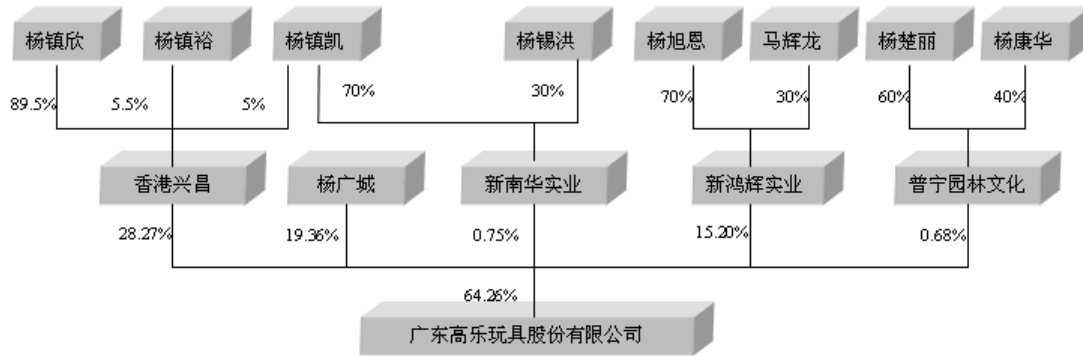 杨镇欣
杨镇裕
杨镇凯
杨锡洪
杨旭恩
马辉龙
杨楚丽
杨康华
89.5%
5.5%
5%
70%
30%
70%
30%
60%
40%
香港兴昌
杨广城
新南华实业
新鸿辉实业
普宁园林文化
28.27%
19.36%
0.75%
15.20%
0.68%
64.26%
广东高乐玩具股份有限公司